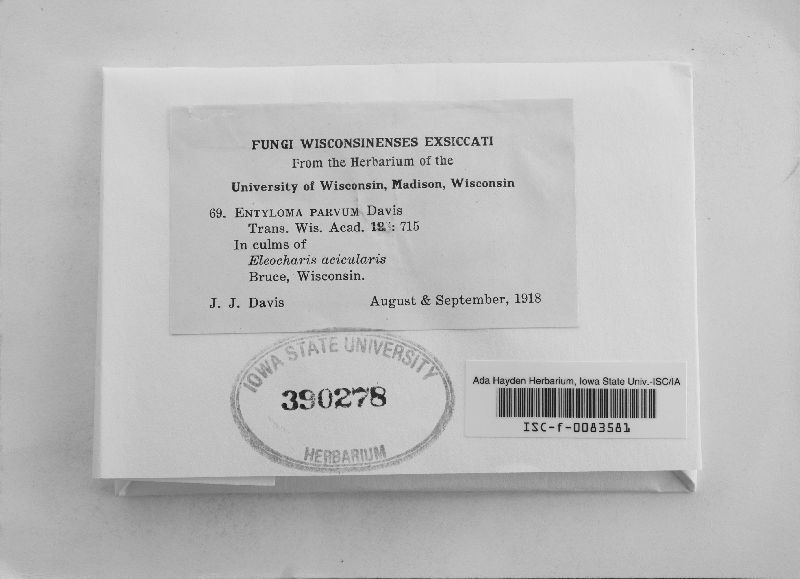 FUNGI WISCONSINENSES EXSICCATI
From the Herbarium of the
University of Wisconsin, Madison, Wisconsin
69. ENTYLOMA PARVUM Davis
Trans. Wis. Acad. : 715
In culms of
Eleocharis acicularis
Bruce, Wisconsin.
J. J. Davis August & September, 1918
IOWA STATE UNIVERSITY
390278
HERBARIUM
Ada Hayden Herbarium, Iowa State Univ.-ISC/IA
ISC-f-0083581